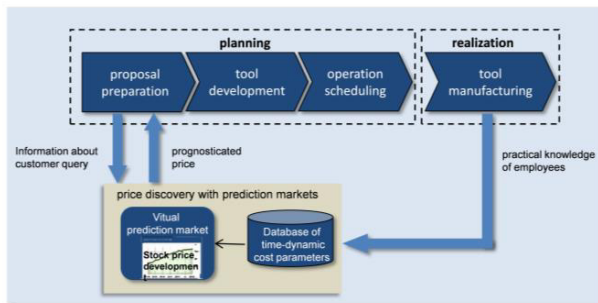 planning
realization
proposal
preparation
tool
development
operation
scheduling
tool
manufacturing
Information about
customer query
prognosticated
price
practical knowledge
of employees
price discovery with prediction markets
Vitual
prediction market
Stock price
developmen
Database of
time-dynamic
cost parameters